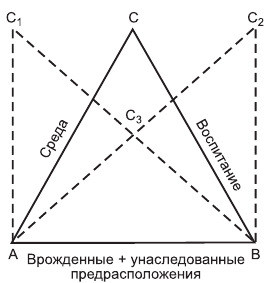 C₁ C C₂
C₃
Среда
Воспитание
A B
Врожденные + унаследованные
предрасположения